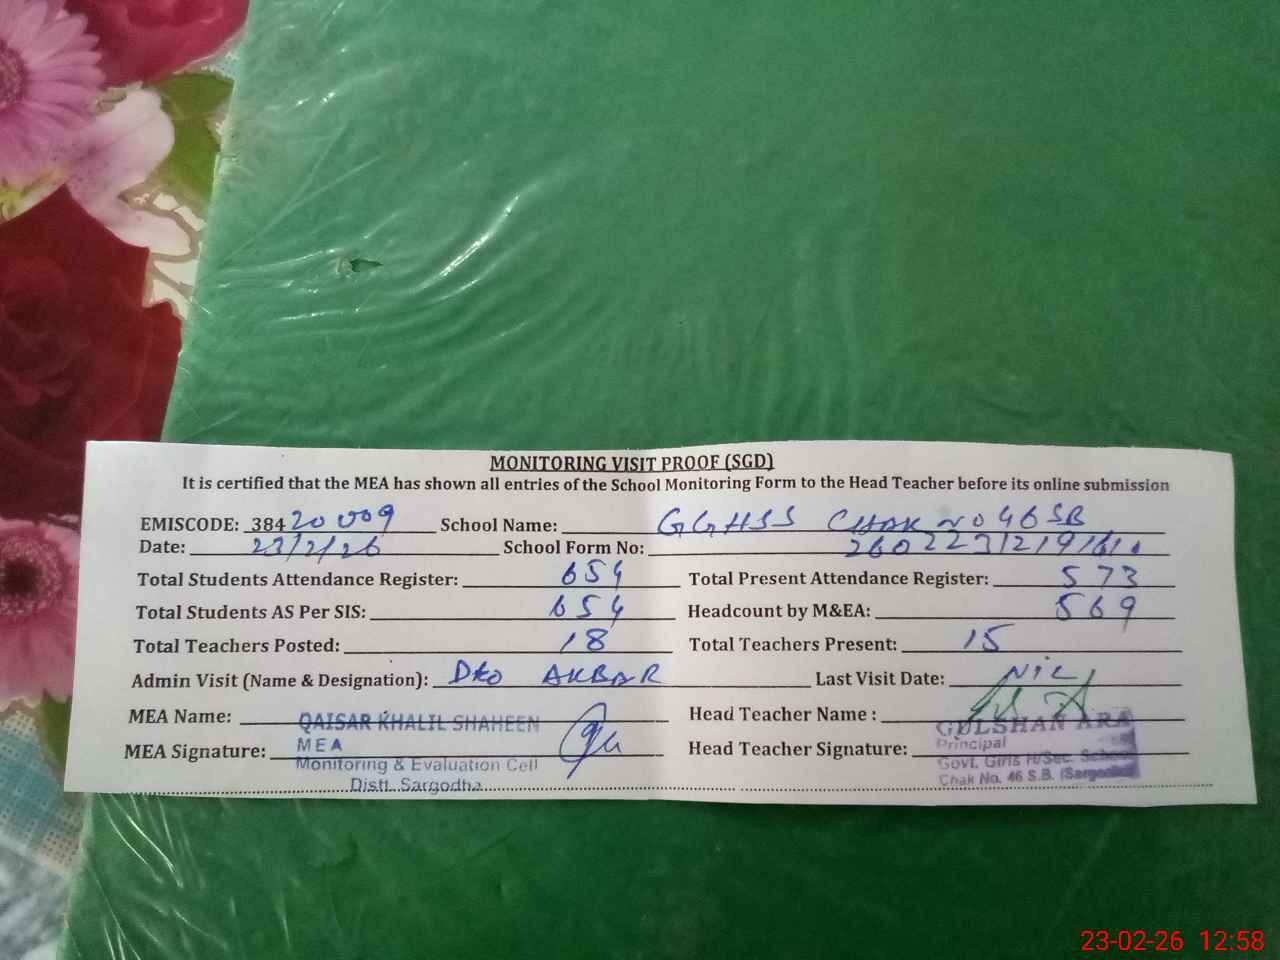 MONITORING VISIT PROOF (SGD)
It is certified that the MEA has shown all entries of the School Monitoring Form to the Head Teacher before its online submission
EMISCODE: 38420009 School Name: GGHSS CHAK NO 46 SB
Date: 23/2/26 School Form No:
Total Students Attendance Register: 654 Total Present Attendance Register: 573
Total Students AS Per SIS: 654 Headcount by M&EA: 569
Total Teachers Posted: 18 Total Teachers Present: 15
Admin Visit (Name & Designation): AKBAR Last Visit Date: NIL
MEA Name: QAISAR KHALIL SHAHEEN Head Teacher Name : GULSHAN ARA
MEA
Principal
MEA Signature: Head Teacher Signature:
Monitoring & Evaluation Cell Govt. Girls H/Sec. School
Distt. Sargodha Chak No. 46 S.B. (Sargodha)
23-02-26 12:58